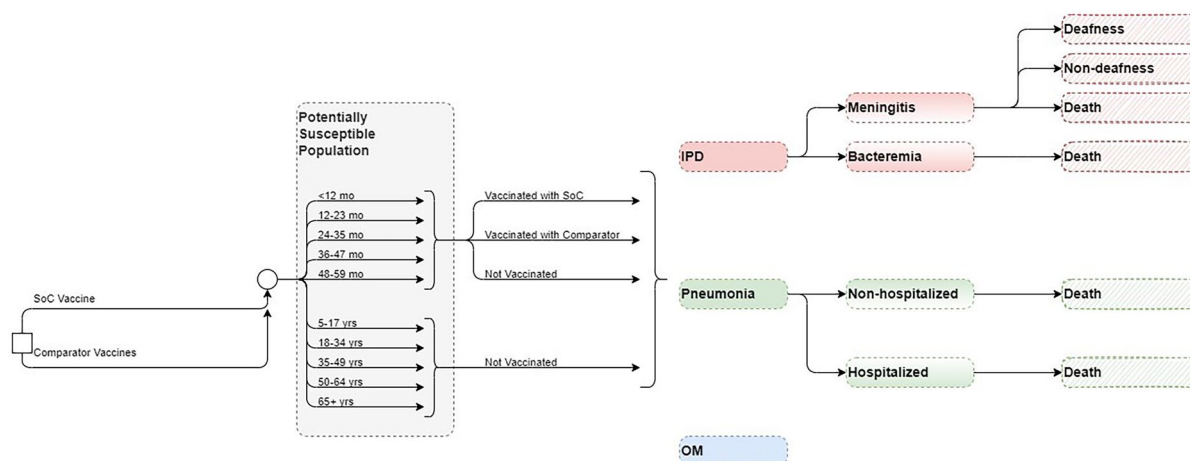 SoC Vaccine
Comparator Vaccines
Potentially
Susceptible
Population
<12 mo
12-23 mo
24-35 mo
36-47 mo
48-59 mo
5-17 yrs
18-34 yrs
35-49 yrs
50-64 yrs
65+ yrs
Vaccinated with SoC
Vaccinated with Comparator
Not Vaccinated
Not Vaccinated
IPD
Meningitis
Deafness
Non-deafness
Death
Bacteremia
Death
Pneumonia
Non-hospitalized
Death
Hospitalized
Death
OM